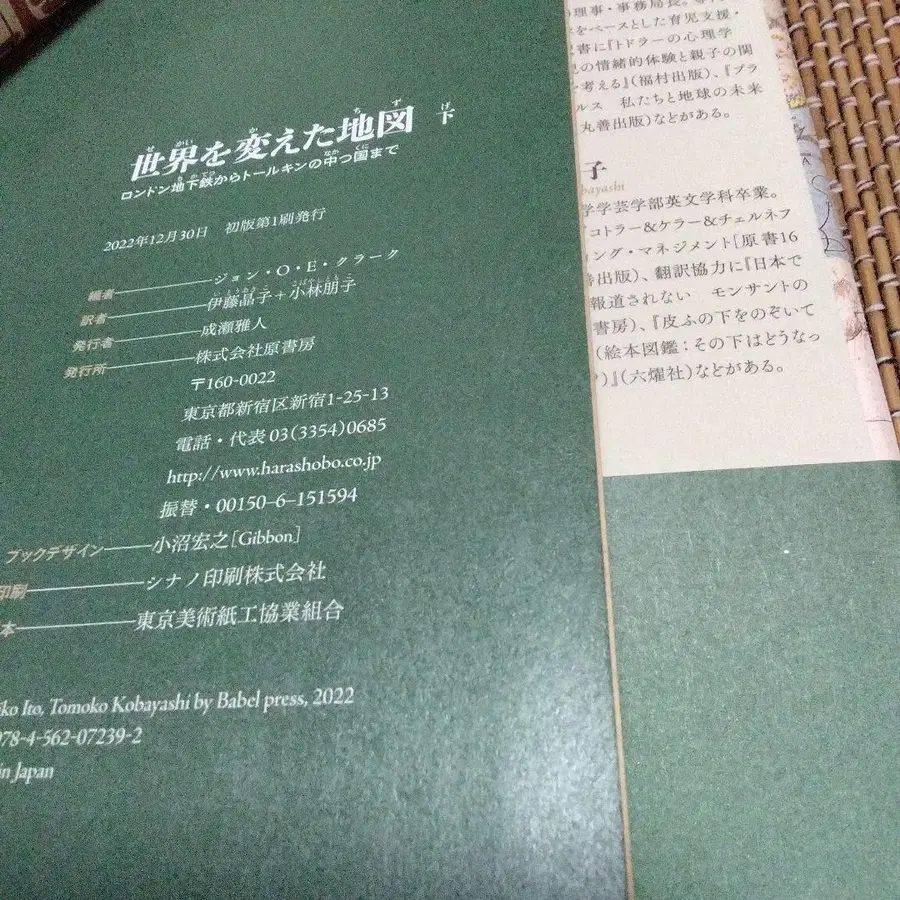 世界を変えた地図 下
ロンドン地下鉄からトールキンの中つ国まで
2022年12月30日 初版第1刷発行
編者 ジョン・O・E・クラーク
訳者 伊藤晶子+小林朋子
発行者 成瀬雅人
発行所 株式会社原書房
〒160-0022
東京都新宿区新宿1-25-13
電話・代表 03(3354)0685
http://www.harashobo.co.jp
振替・00150-6-151594
ブックデザイン 小沼宏之[Gibbon]
印刷 シナノ印刷株式会社
本 東京美術紙工協業組合
ko Ito, Tomoko Kobayashi by Babel press, 2022
978-4-562-07239-2
in Japan
理事・事務局長。
をベースとした育児支援・
書に『トドラーの心理学
の情緒的体験と親子の関
考える』(福村出版)、『プラ
ルス 私たちと地球の未来
丸善出版)などがある。
子
bayashi
学芸学部英文学科卒業。
コトラー&ケラー&チェルネフ
ング・マネジメント[原書16
出版)、翻訳協力に『日本で
報道されない モンサントの
書房)、『皮ふの下をのぞいて
(絵本図鑑:その下はどうなっ
)』(六燿社)などがある。